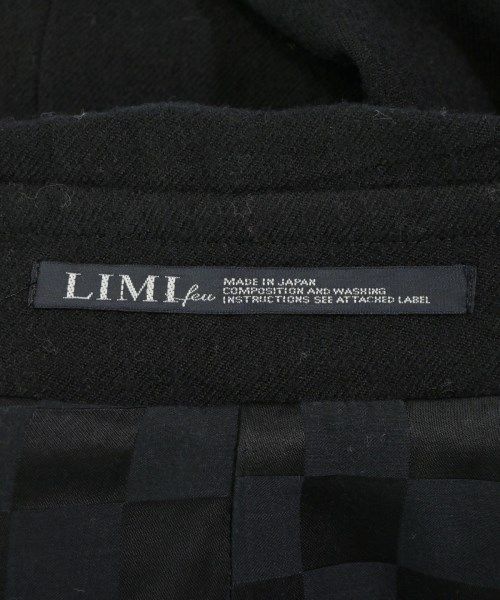 LIMI feu
MADE IN JAPAN
COMPOSITION AND WASHING
INSTRUCTIONS SEE ATTACHED LABEL